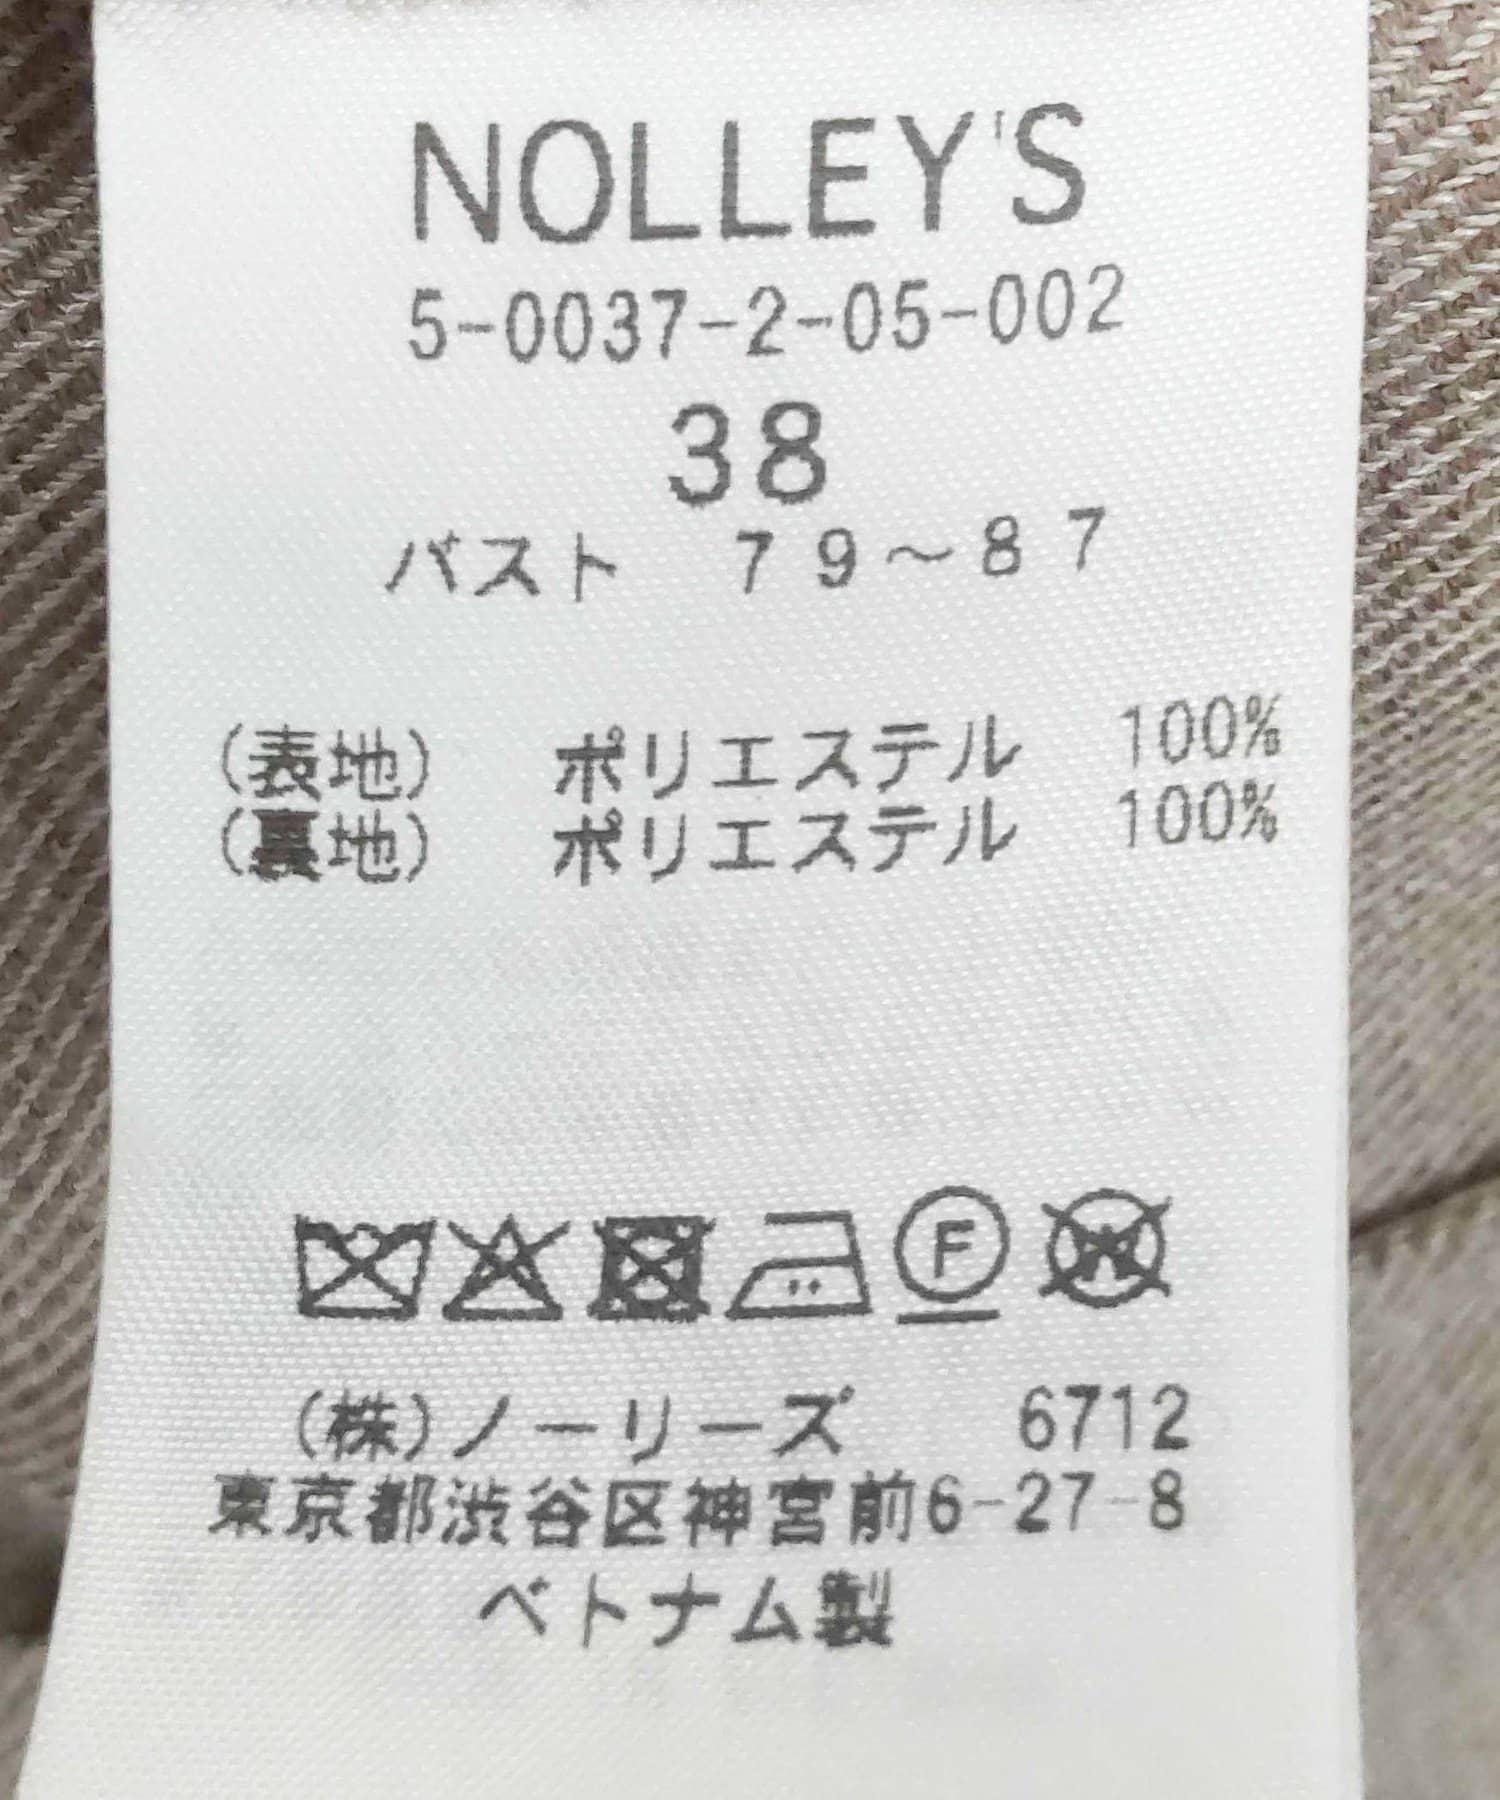 NOLLEY'S
5-0037-2-05-002
38
バスト 79～87
(表地) ポリエステル 100%
(裏地) ポリエステル 100%
F W
(株)ノーリーズ 6712
東京都渋谷区神宮前6-27-8
ベトナム製